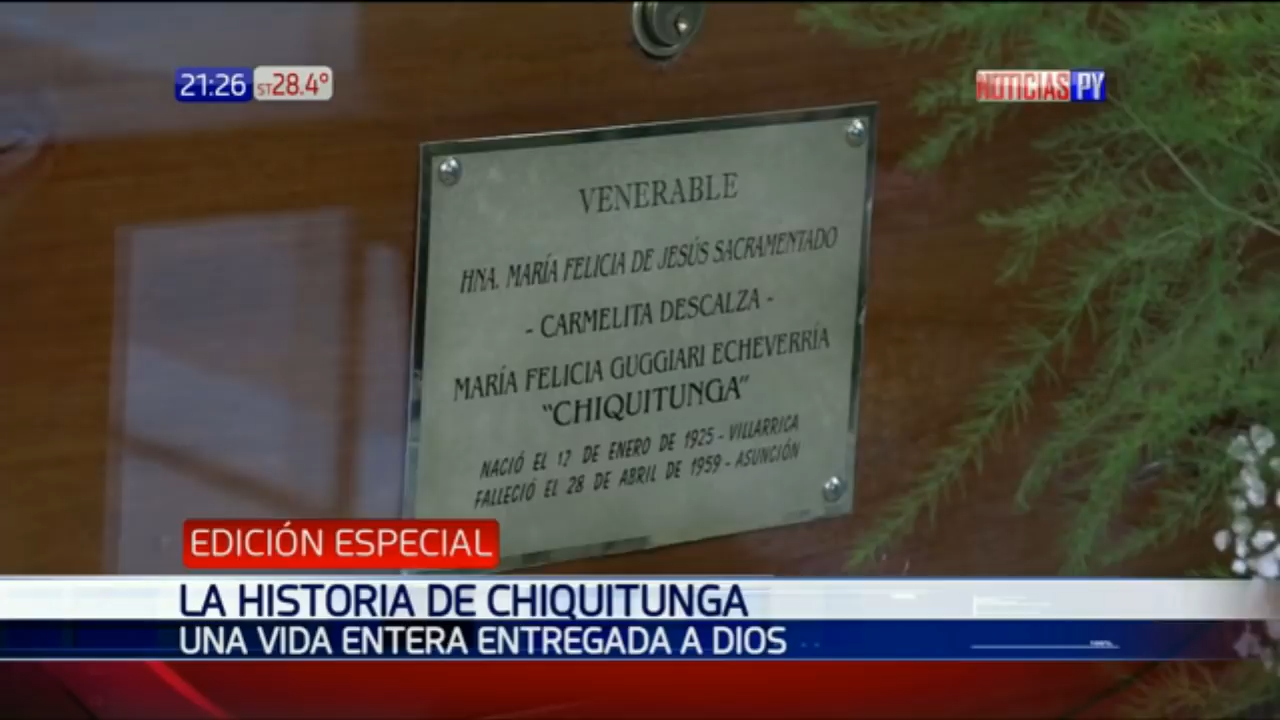 21:26 ST28.4°
NOTICIAS PY
VENERABLE
HNA. MARÍA FELICIA DE JESÚS SACRAMENTADO
- CARMELITA DESCALZA -
MARÍA FELICIA GUGGIARI ECHEVERRÍA
"CHIQUITUNGA"
NACIÓ EL 12 DE ENERO DE 1925 - VILLARRICA
FALLECIÓ EL 28 DE ABRIL DE 1959 - ASUNCIÓN
EDICIÓN ESPECIAL
LA HISTORIA DE CHIQUITUNGA
UNA VIDA ENTERA ENTREGADA A DIOS